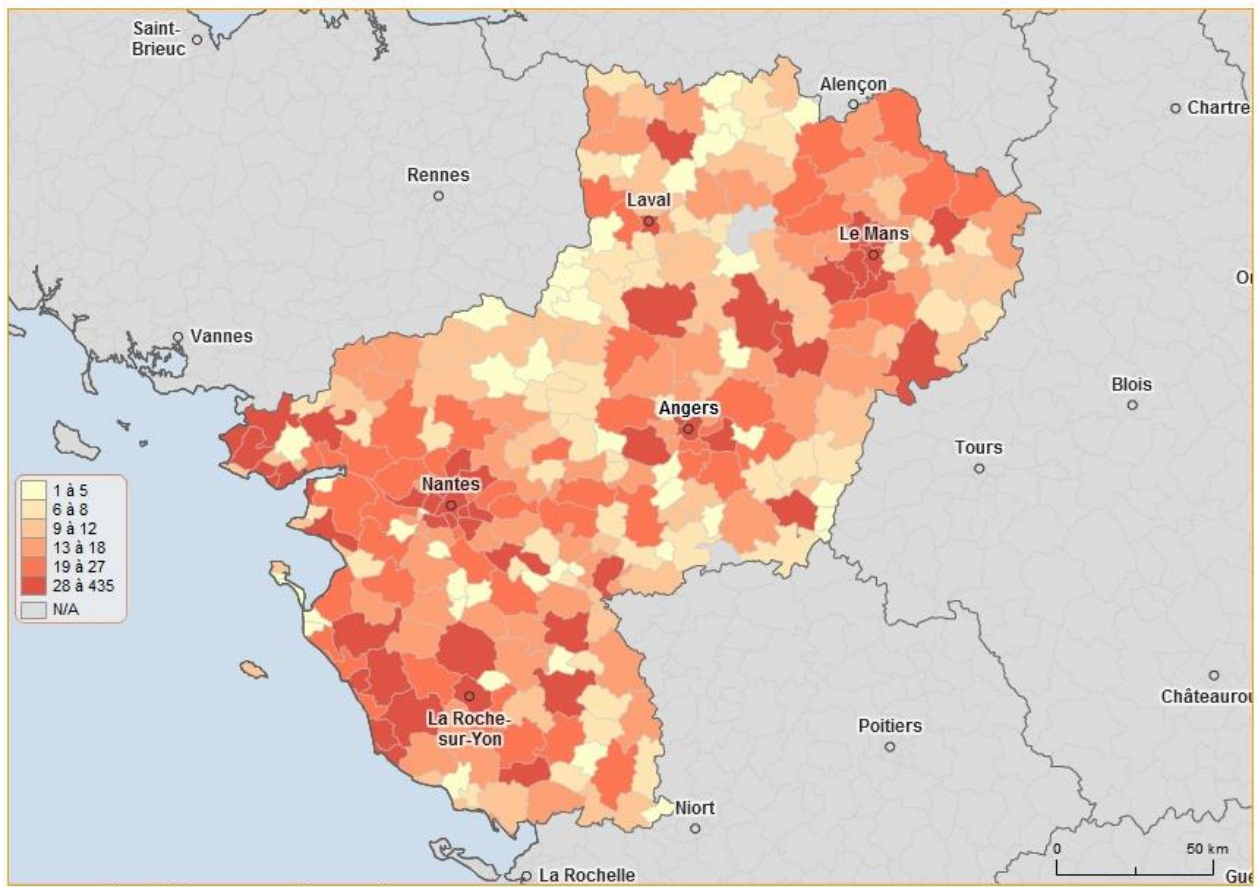 Saint-
Brieuc
Alençon
Chartre
Rennes
Laval
Le Mans
Vannes
Blois
Angers
Tours
Nantes
1 à 5
6 à 8
9 à 12
13 à 18
19 à 27
28 à 435
N/A
Châteaurou
La Roche-
sur-Yon
Poitiers
Niort
0 50 km
La Rochelle
Gue